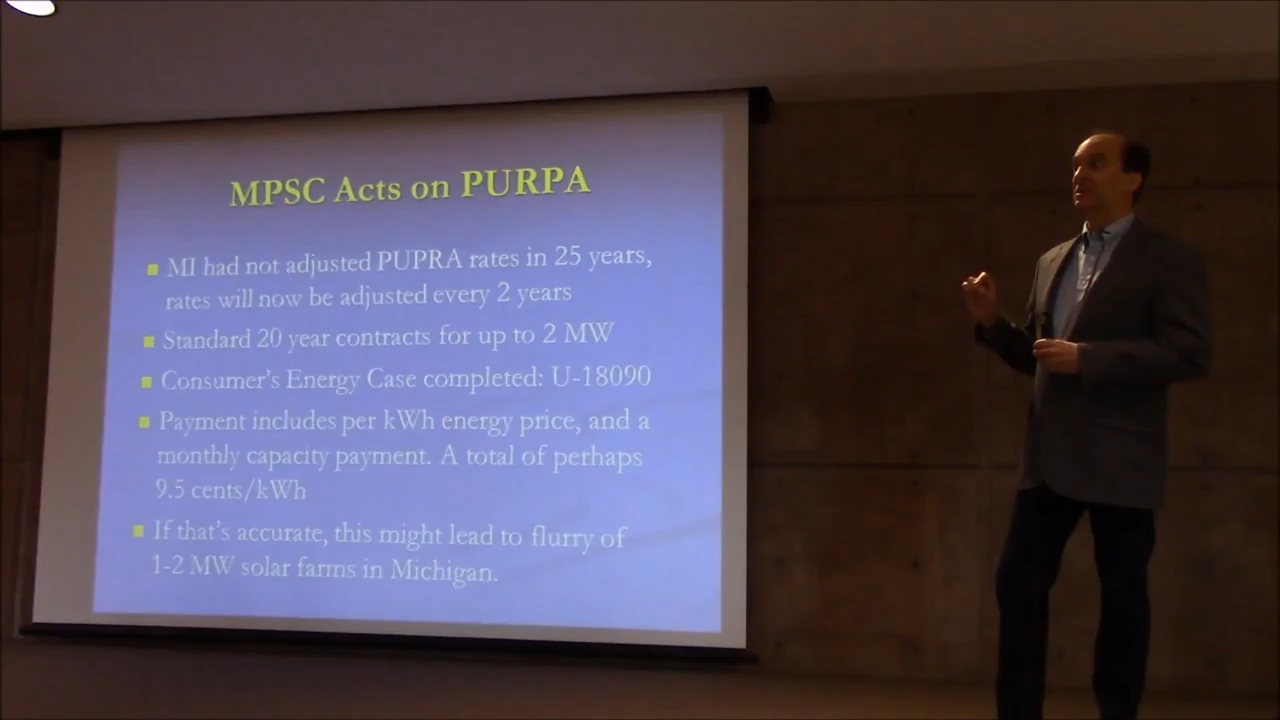 MPSC Acts on PURPA
MI had not adjusted PUPRA rates in 25 years,
rates will now be adjusted every 2 years
Standard 20 year contracts for up to 2 MW
Consumer's Energy Case completed: U-18090
Payment includes per kWh energy price, and a
monthly capacity payment. A total of perhaps
9.5 cents/kWh
If that's accurate, this might lead to flurry of
1-2 MW solar farms in Michigan.